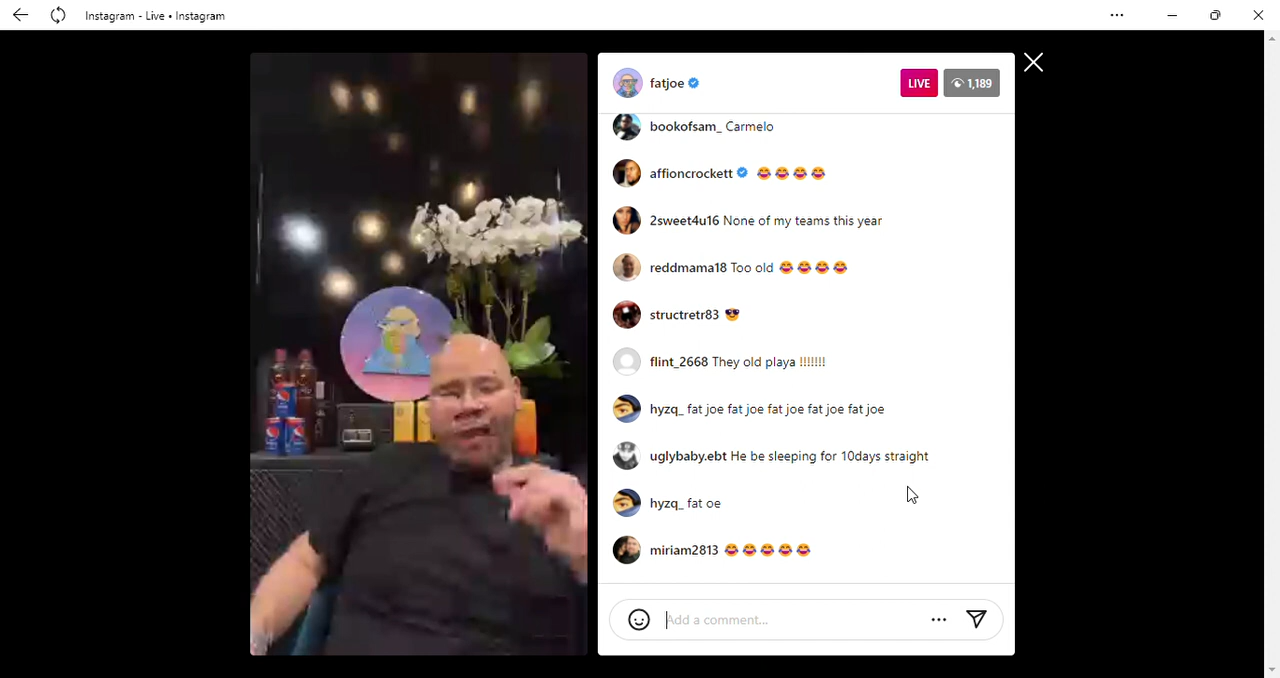 Instagram - Live • Instagram
fatjoe
LIVE
1,189
bookofsam_ Carmelo
affioncrockett 😂😂😂😂
2sweet4u16 None of my teams this year
reddmama18 Too old 😂😂😂😂
structretr83 😎
flint_2668 They old playa !!!!!!!
hyzq_ fat joe fat joe fat joe fat joe fat joe
uglybaby.ebt He be sleeping for 10days straight
hyzq_ fat oe
miriam2813 😂😂😂😂😂
Add a comment...